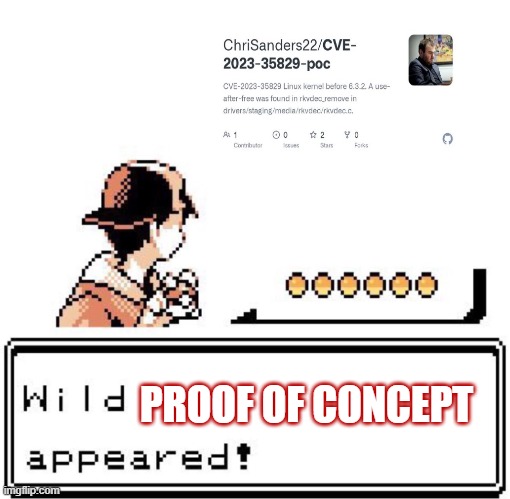 ChriSanders22/CVE-
2023-35829-poc
CVE-2023-35829 Linux kernel before 6.3.2. A use-
after-free was found in rkvdec_remove in
drivers/staging/media/rkvdec/rkvdec.c.
1 0 2 0
Contributor Issues Stars Forks
Wild PROOF OF CONCEPT
appeared!
imgflip.com